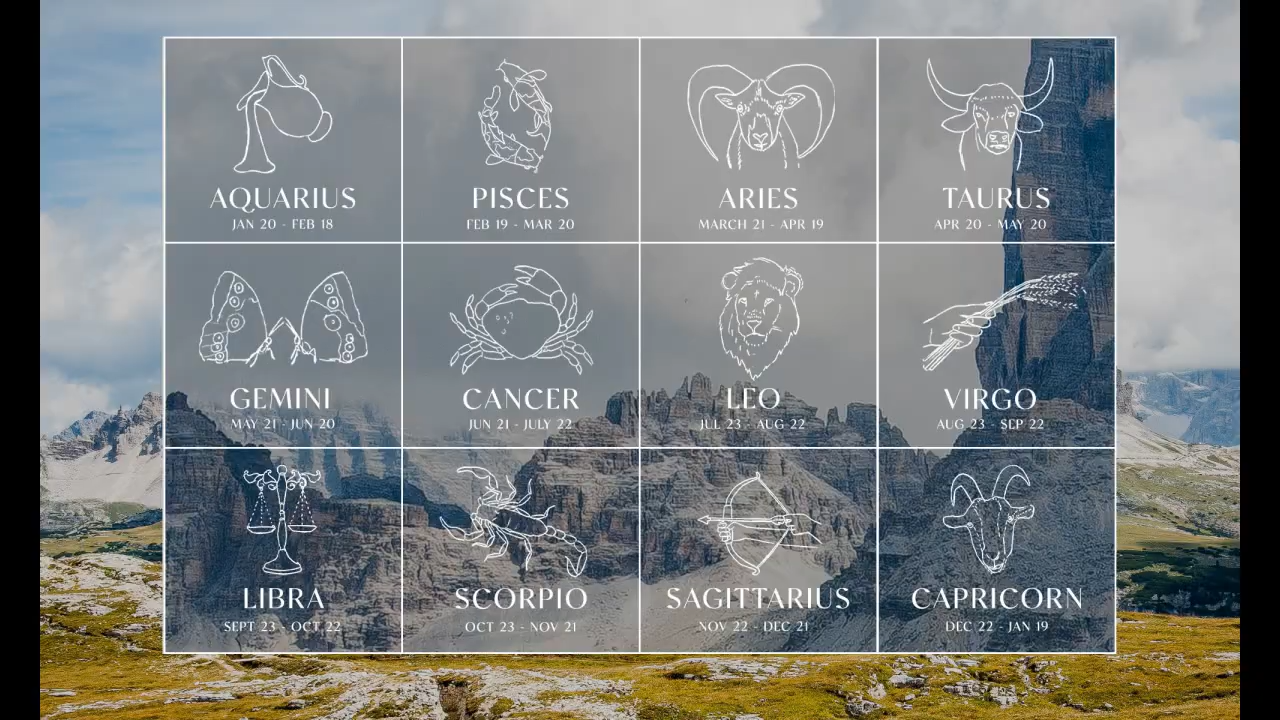 AQUARIUS
JAN 20 - FEB 18
PISCES
FEB 19 - MAR 20
ARIES
MARCH 21 - APR 19
TAURUS
APR 20 - MAY 20
GEMINI
MAY 21 - JUN 20
CANCER
JUN 21 - JULY 22
LEO
JUL 23 - AUG 22
VIRGO
AUG 23 - SEP 22
LIBRA
SEPT 23 - OCT 22
SCORPIO
OCT 23 - NOV 21
SAGITTARIUS
NOV 22 - DEC 21
CAPRICORN
DEC 22 - JAN 19